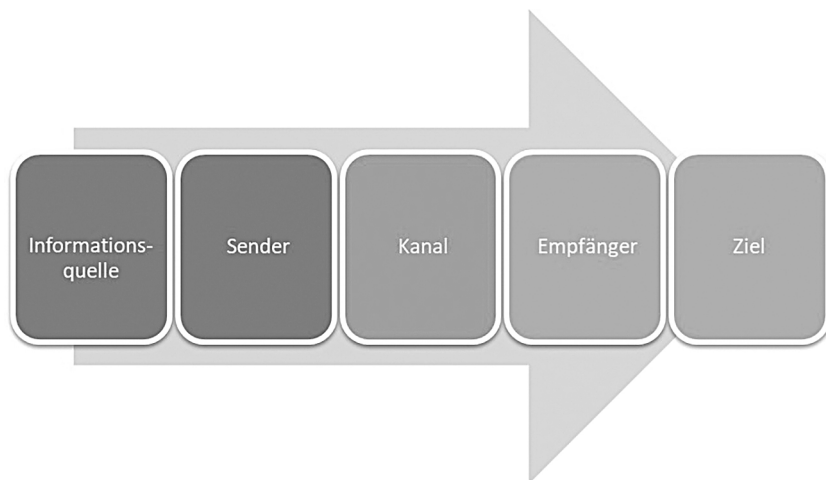 Informations-
quelle
Sender
Kanal
Empfänger
Ziel